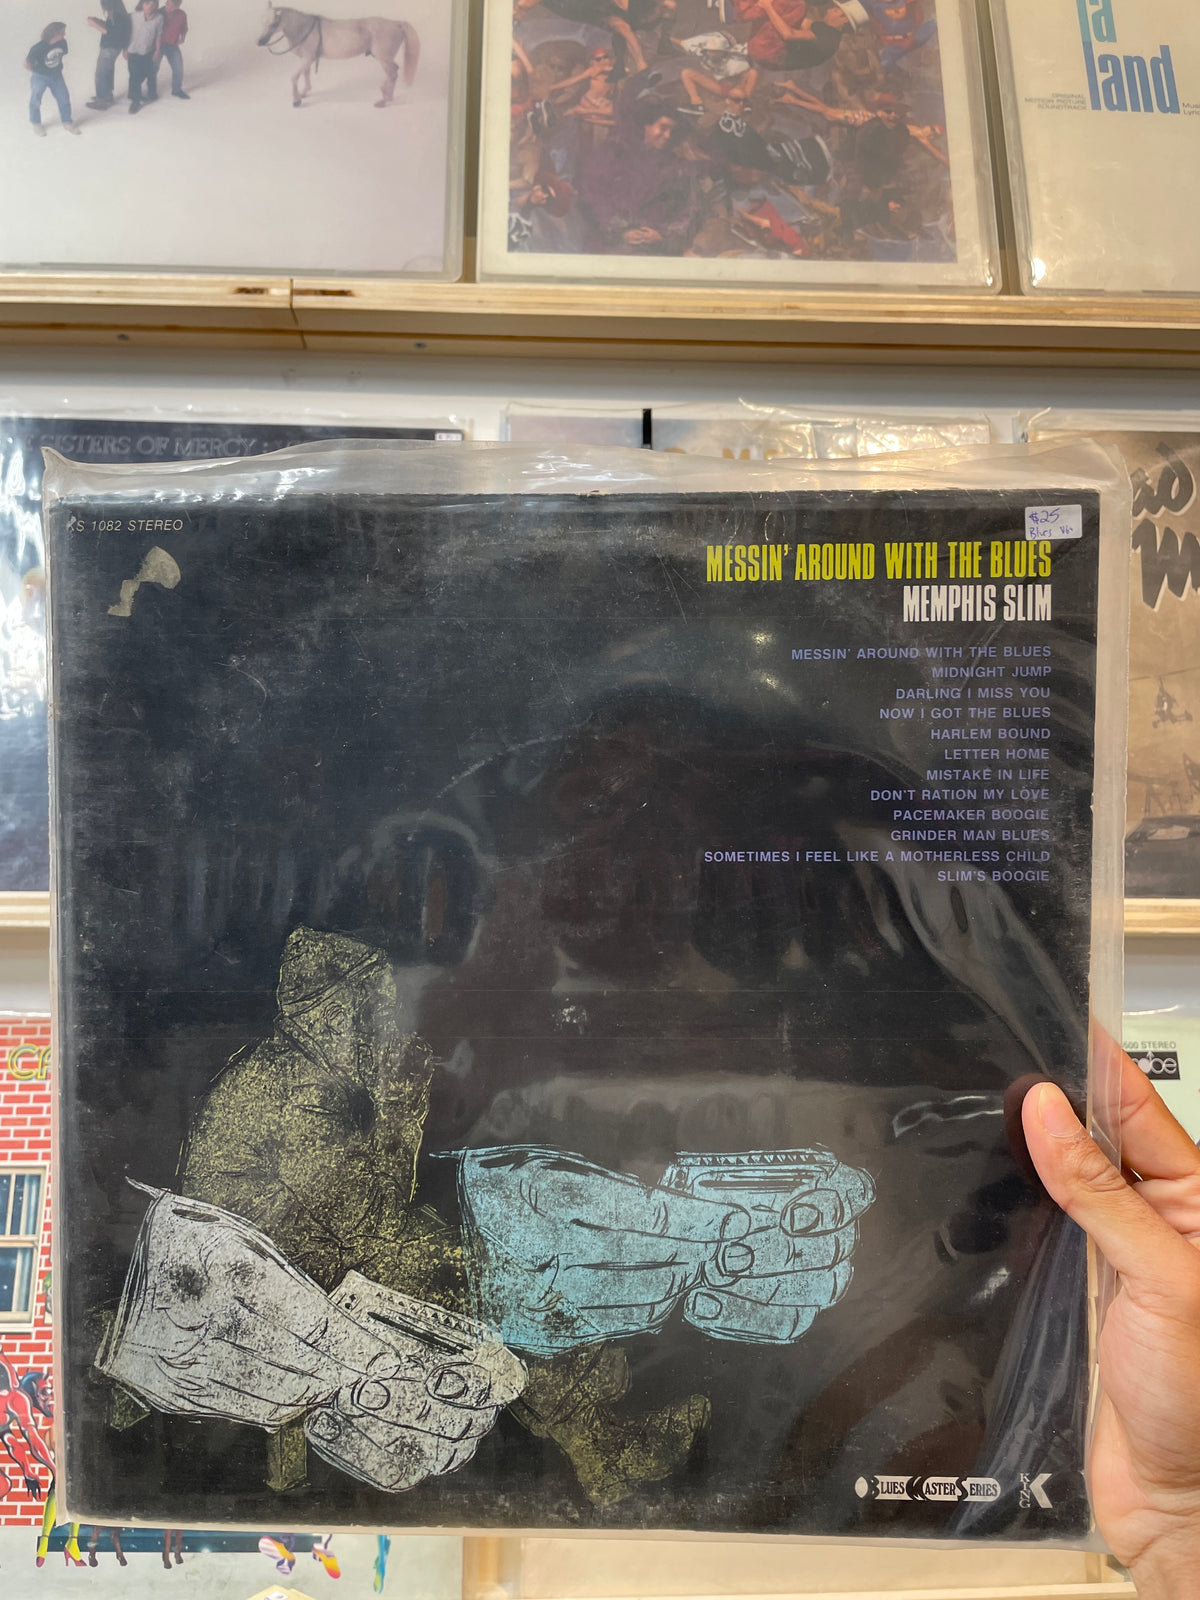 la
land
ORIGINAL
MOTION PICTURE
SOUNDTRACK
SISTERS OF MERCY
KS 1082 STEREO
$25
Blues
MESSIN' AROUND WITH THE BLUES
MEMPHIS SLIM
MESSIN' AROUND WITH THE BLUES
MIDNIGHT JUMP
DARLING I MISS YOU
NOW I GOT THE BLUES
HARLEM BOUND
LETTER HOME
MISTAKE IN LIFE
DON'T RATION MY LOVE
PACEMAKER BOOGIE
GRINDER MAN BLUES
SOMETIMES I FEEL LIKE A MOTHERLESS CHILD
SLIM'S BOOGIE
STEREO
BLUES MASTER SERIES
KING
K